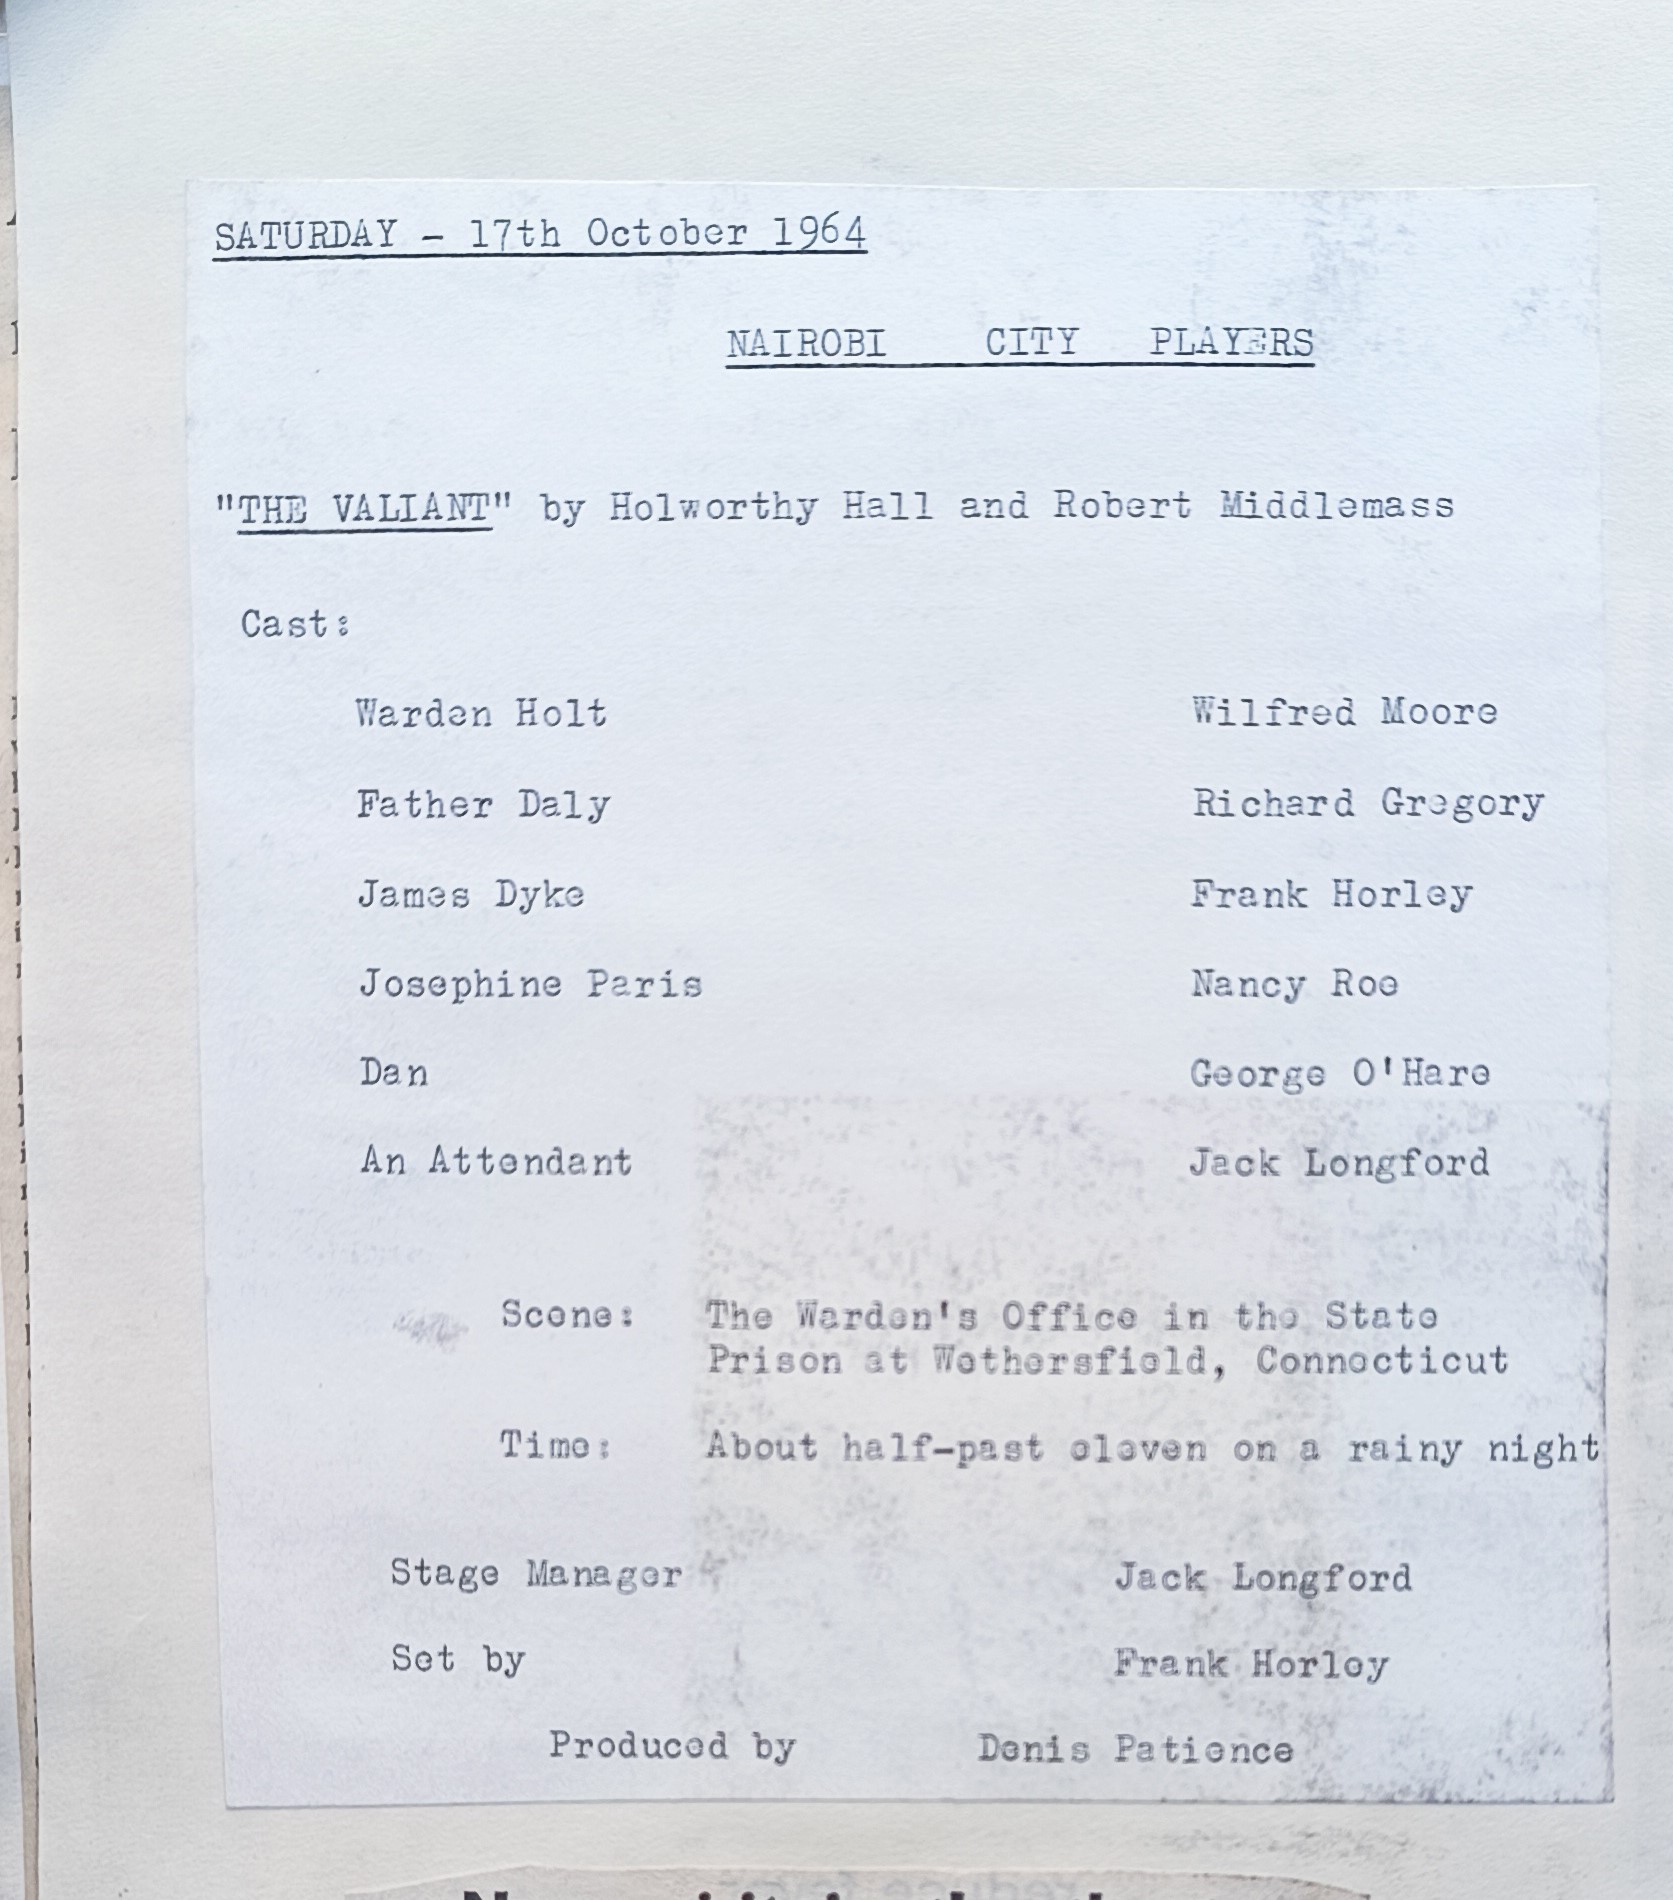 SATURDAY - 17th October 1964
NAIROBI CITY PLAYERS
"THE VALIANT" by Holworthy Hall and Robert Middlemass
Cast:
Warden Holt Wilfred Moore
Father Daly Richard Gregory
James Dyke Frank Horley
Josephine Paris Nancy Roe
Dan George O'Hare
An Attendant Jack Longford
Scene: The Warden's Office in the State
Prison at Wethersfield, Connecticut
Time: About half-past eleven on a rainy night
Stage Manager Jack Longford
Set by Frank Horley
Produced by Denis Patience